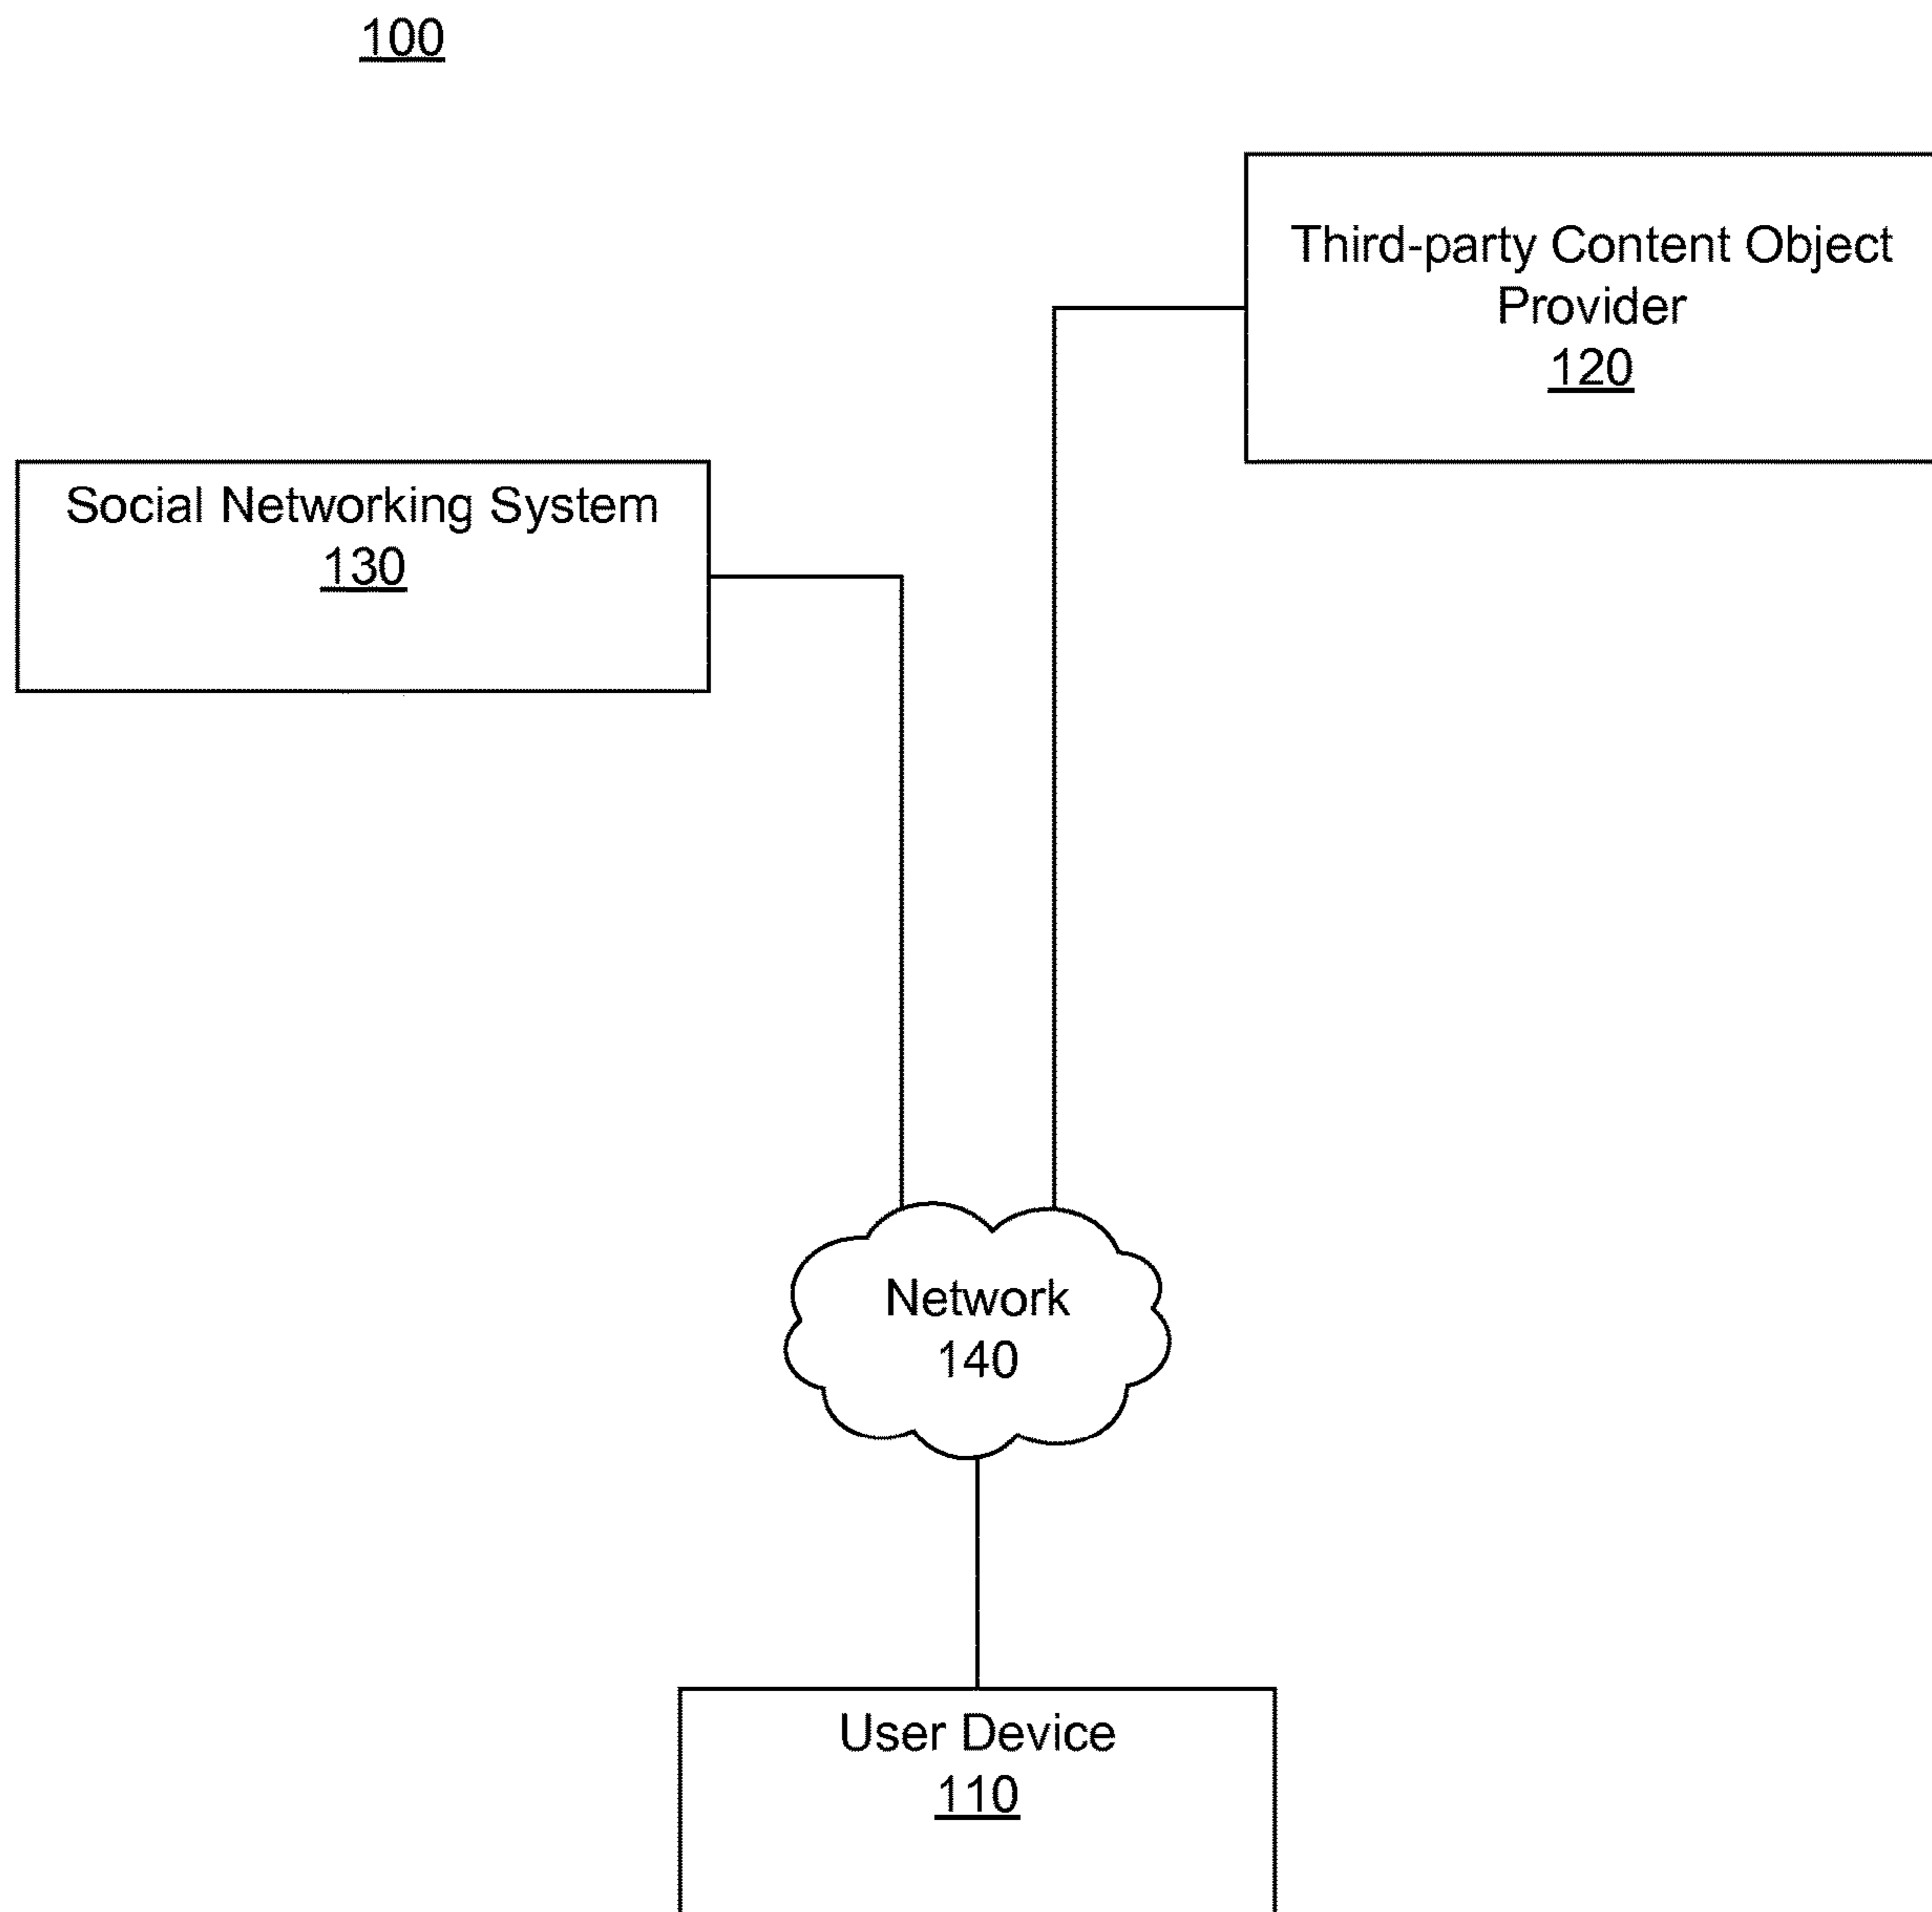 100
Third-party Content Object
Provider
120
Social Networking System
130
Network
140
User Device
110